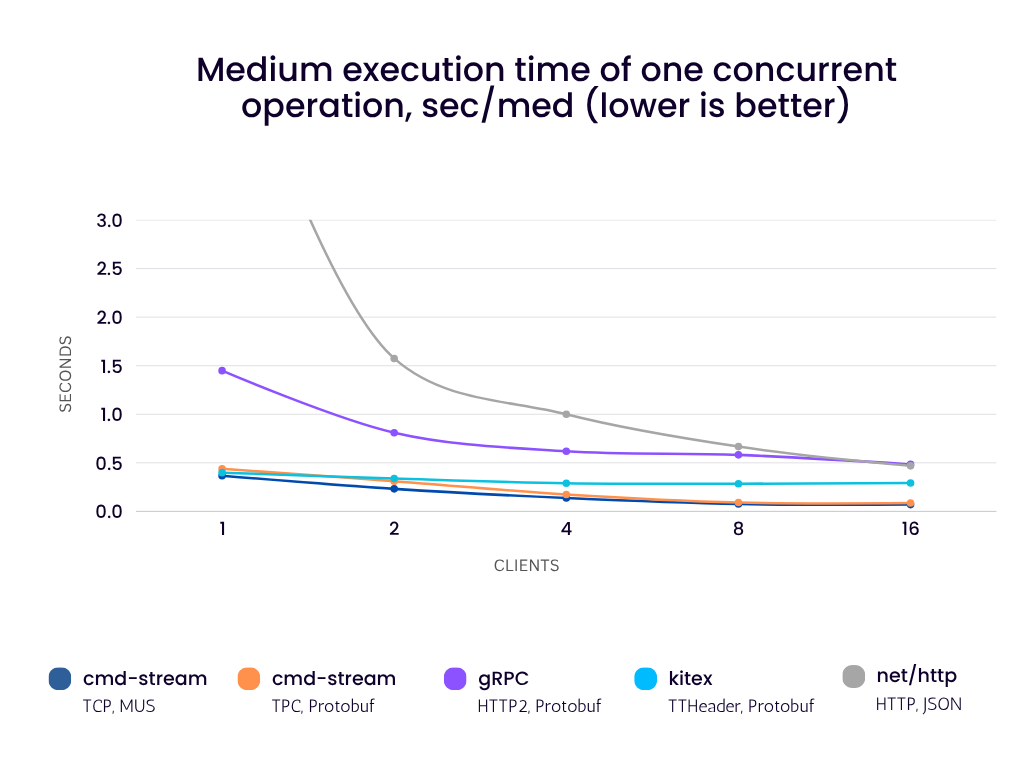 Medium execution time of one concurrent
operation, sec/med (lower is better)
3.0
2.5
2.0
1.5
1.0
0.5
0.0
SECONDS
1 2 4 8 16
CLIENTS
cmd-stream
TCP, MUS
cmd-stream
TPC, Protobuf
gRPC
HTTP2, Protobuf
kitex
TTHeader, Protobuf
net/http
HTTP, JSON